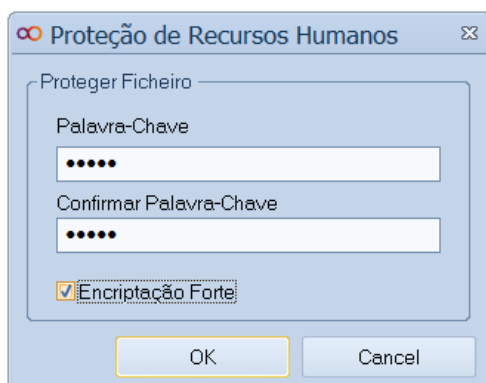 Proteção de Recursos Humanos
Proteger Ficheiro
Palavra-Chave
•••••
Confirmar Palavra-Chave
•••••
Encriptação Forte
OK Cancel